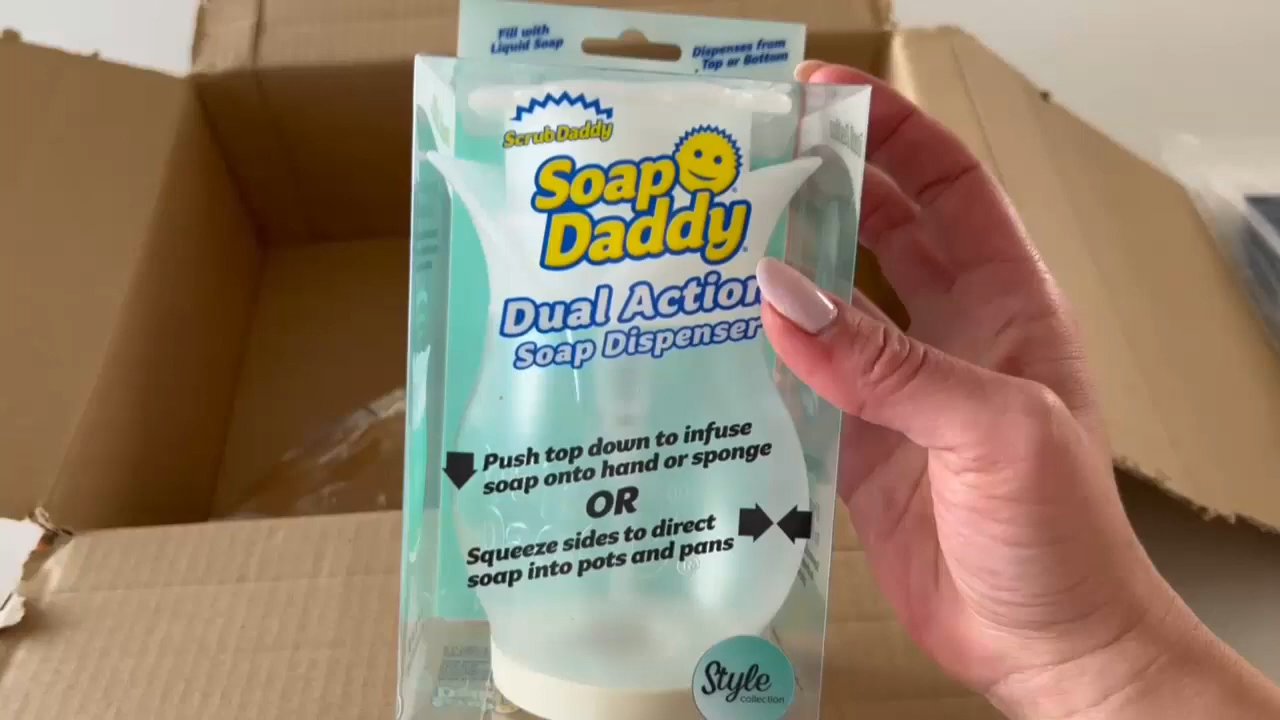 Fill with
Liquid Soap
Dispenses from
Top or Bottom
Scrub Daddy
Soap
Daddy
Dual Action
Soap Dispenser
Push top down to infuse
soap onto hand or sponge
OR
Squeeze sides to direct
soap into pots and pans
Style
collection